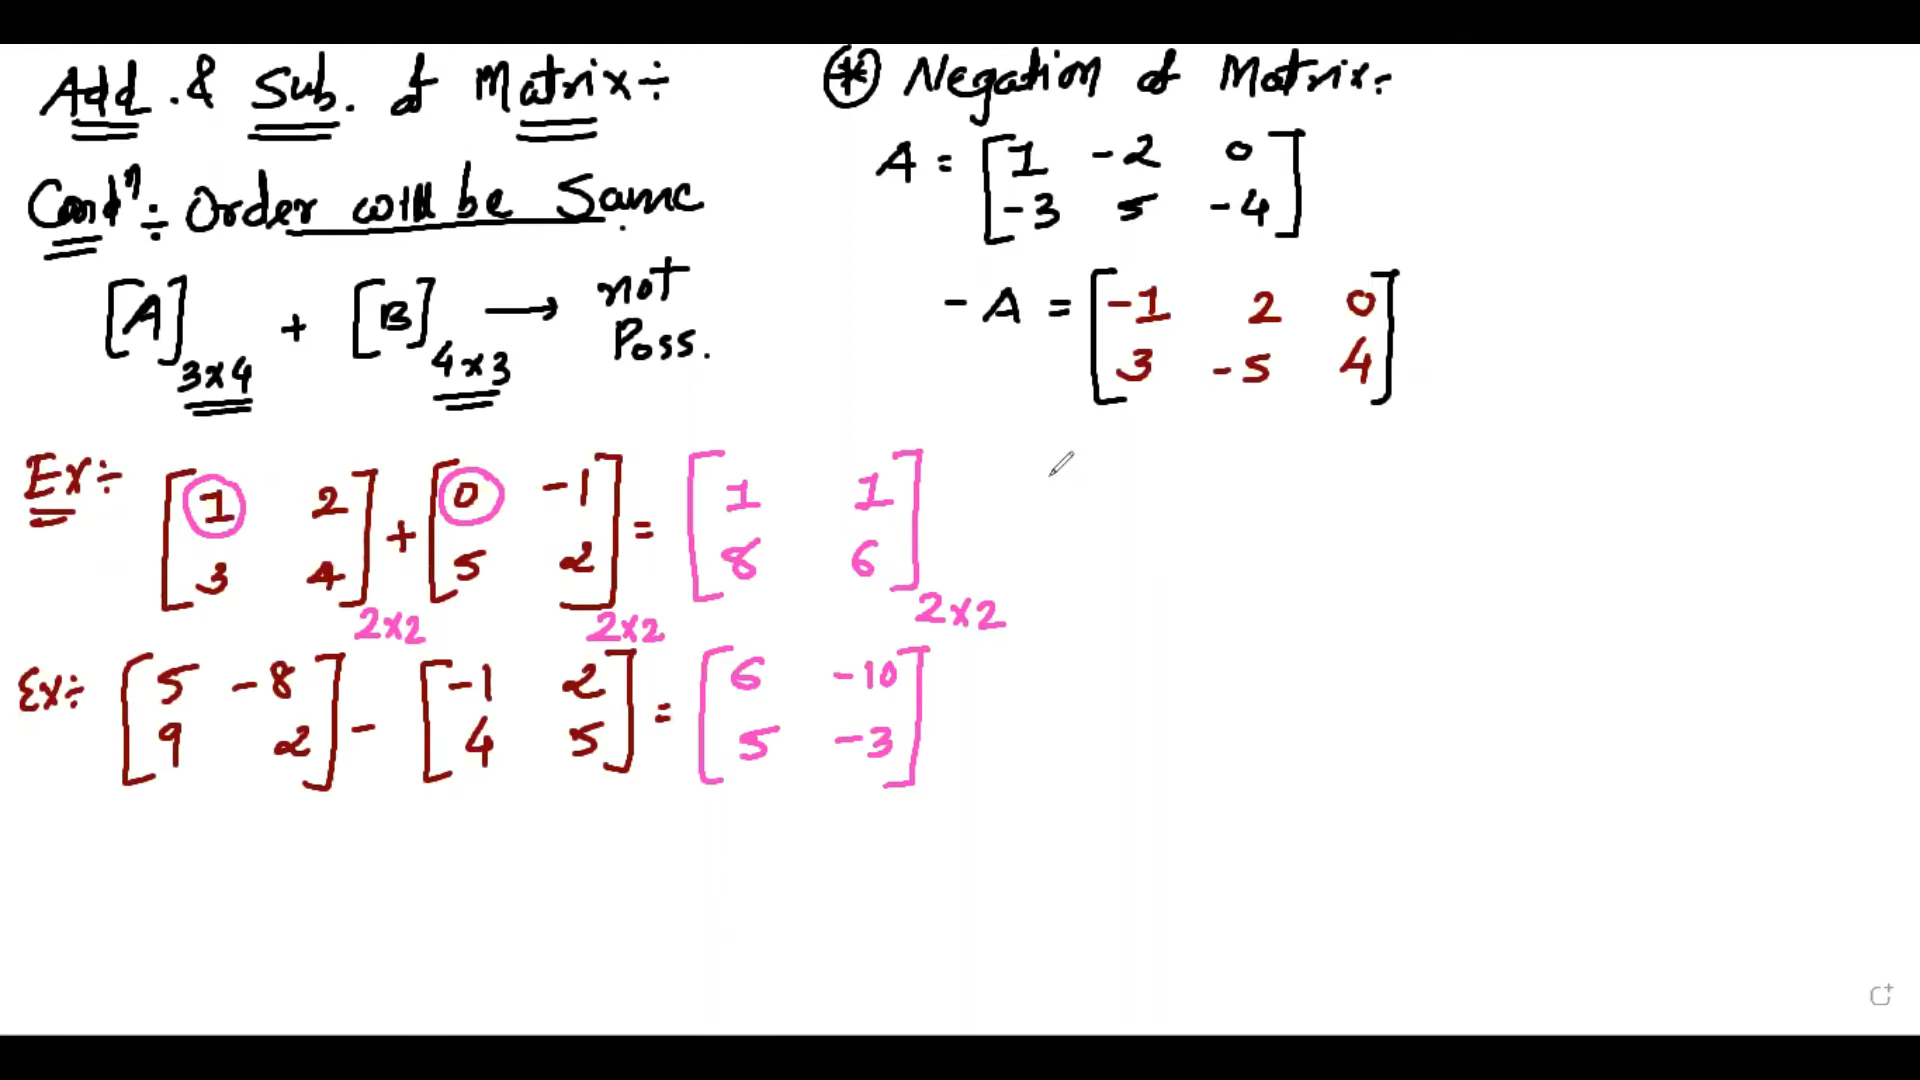 Add. & Sub. of Matrix÷
Condⁿ÷ Order will be Same
[A]3x4 + [B]4x3 → not Poss.
Ex÷ [1 2
3 4]2x2 + [0 -1
5 2]2x2 = [1 1
8 6]2x2
Ex÷ [5 -8
9 2] - [-1 2
4 5] = [6 -10
5 -3]
* Negation of Matrix÷
A = [1 -2 0
-3 5 -4]
-A = [-1 2 0
3 -5 4]